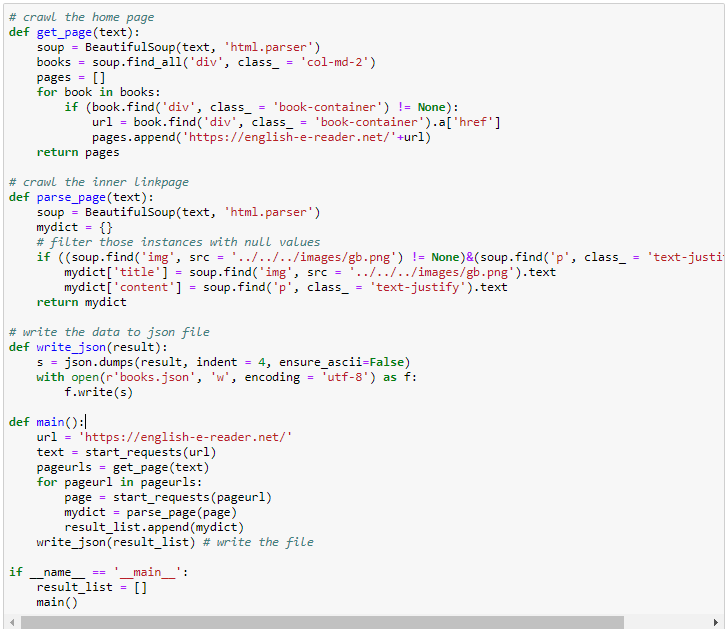 # crawl the home page
def get_page(text):
    soup = BeautifulSoup(text, 'html.parser')
    books = soup.find_all('div', class_ = 'col-md-2')
    pages = []
    for book in books:
        if (book.find('div', class_ = 'book-container') != None):
            url = book.find('div', class_ = 'book-container').a['href']
            pages.append('https://english-e-reader.net/'+url)
    return pages

# crawl the inner linkpage
def parse_page(text):
    soup = BeautifulSoup(text, 'html.parser')
    mydict = {}
    # filter those instances with null values
    if ((soup.find('img', src = '../../../images/gb.png') != None)&(soup.find('p', class_ = 'text-justi
        mydict['title'] = soup.find('img', src = '../../../images/gb.png').text
        mydict['content'] = soup.find('p', class_ = 'text-justify').text
    return mydict

# write the data to json file
def write_json(result):
    s = json.dumps(result, indent = 4, ensure_ascii=False)
    with open(r'books.json', 'w', encoding = 'utf-8') as f:
        f.write(s)

def main():
    url = 'https://english-e-reader.net/'
    text = start_requests(url)
    pageurls = get_page(text)
    for pageurl in pageurls:
        page = start_requests(pageurl)
        mydict = parse_page(page)
        result_list.append(mydict)
    write_json(result_list) # write the file

if __name__ == '__main__':
    result_list = []
    main()